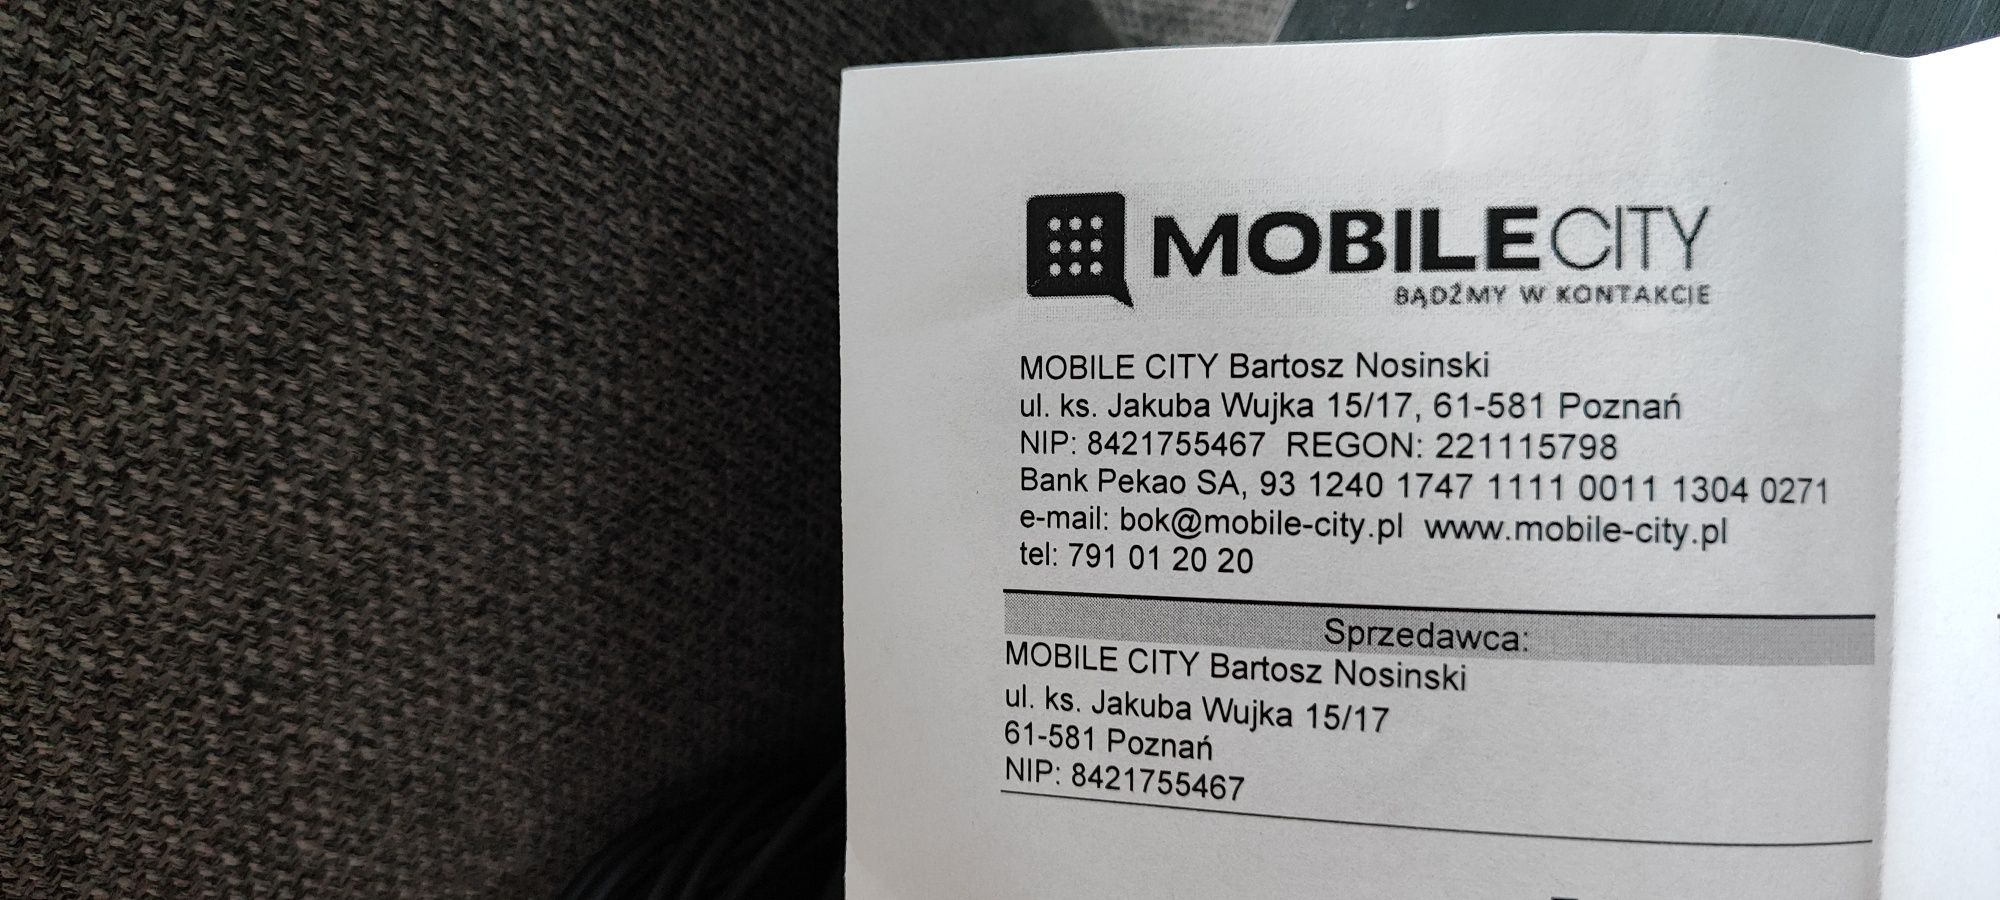 MOBILECITY
BĄDŹMY W KONTAKCIE
MOBILE CITY Bartosz Nosinski
ul. ks. Jakuba Wujka 15/17, 61-581 Poznań
NIP: 8421755467 REGON: 221115798
Bank Pekao SA, 93 1240 1747 1111 0011 1304 0271
e-mail: bok@mobile-city.pl www.mobile-city.pl
tel: 791 01 20 20
Sprzedawca:
MOBILE CITY Bartosz Nosinski
ul. ks. Jakuba Wujka 15/17
61-581 Poznań
NIP: 8421755467